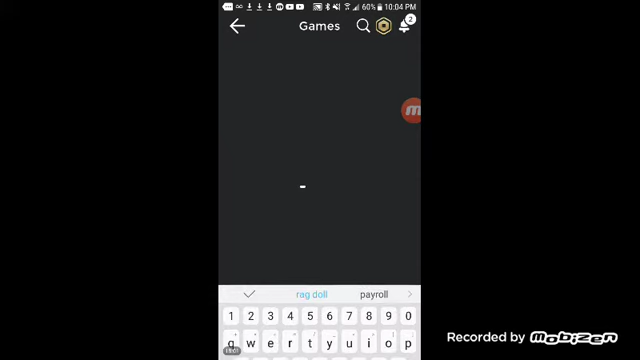 60% 10:04 PM
Games
2
rag doll payroll
1 2 3 4 5 6 7 8 9 0
q w e r t y u i o p
Recorded by mobizen